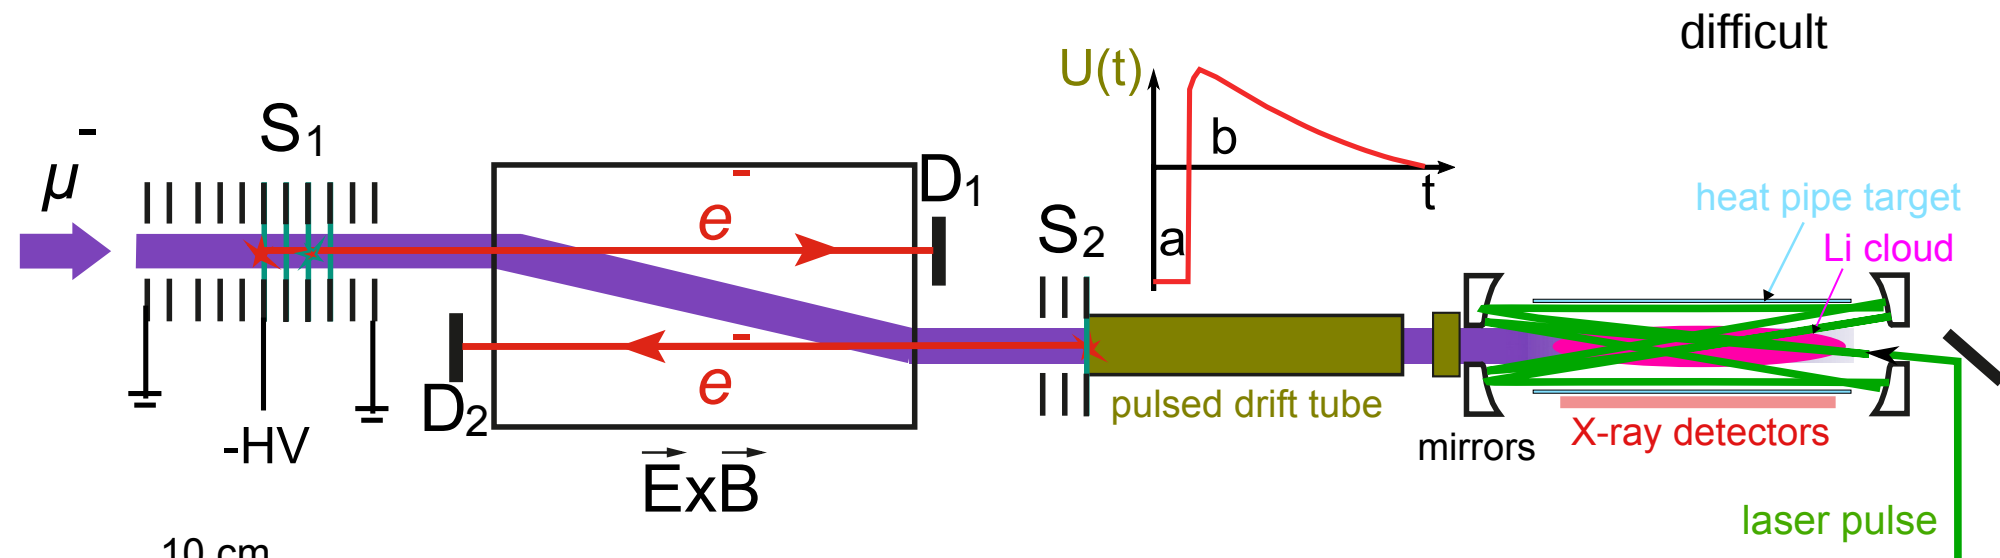 difficult
U(t)
μ-
S1
b
a
t
e-
D1
S2
heat pipe target
Li cloud
e-
D2
-HV
ExB
pulsed drift tube
mirrors
X-ray detectors
laser pulse
10 cm